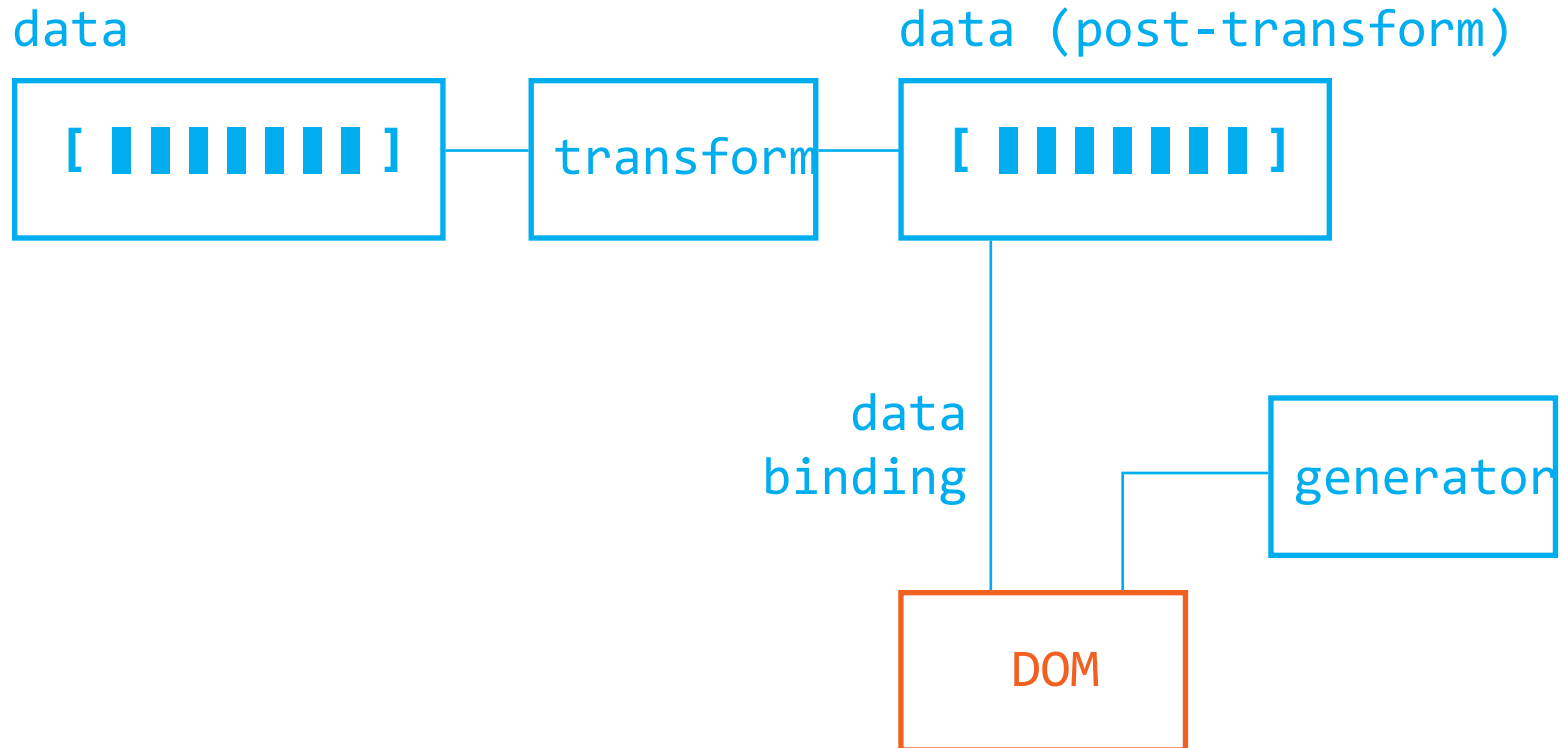 data
data (post-transform)
[ ]
transform
[ ]
data
binding
generator
DOM